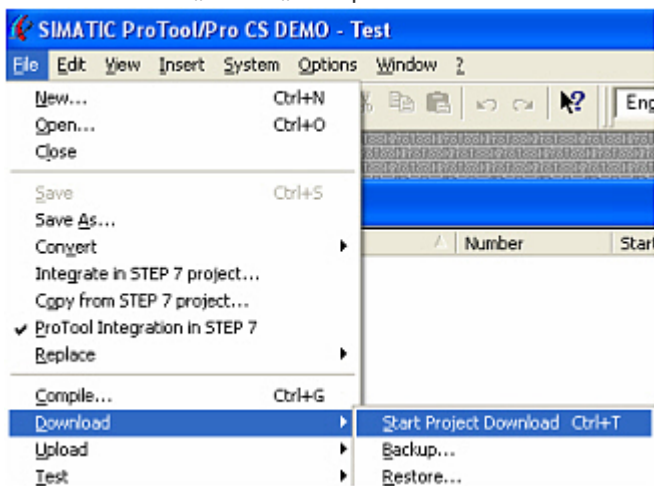 SIMATIC ProTool/Pro CS DEMO - Test
File Edit View Insert System Options Window ?
New... Ctrl+N
Open... Ctrl+O
Close
Save Ctrl+S
Save As...
Convert
Integrate in STEP 7 project...
Copy from STEP 7 project...
ProTool Integration in STEP 7
Replace
Compile... Ctrl+G
Download
Upload
Test
Eng
Number Start
Start Project Download Ctrl+T
Backup...
Restore...